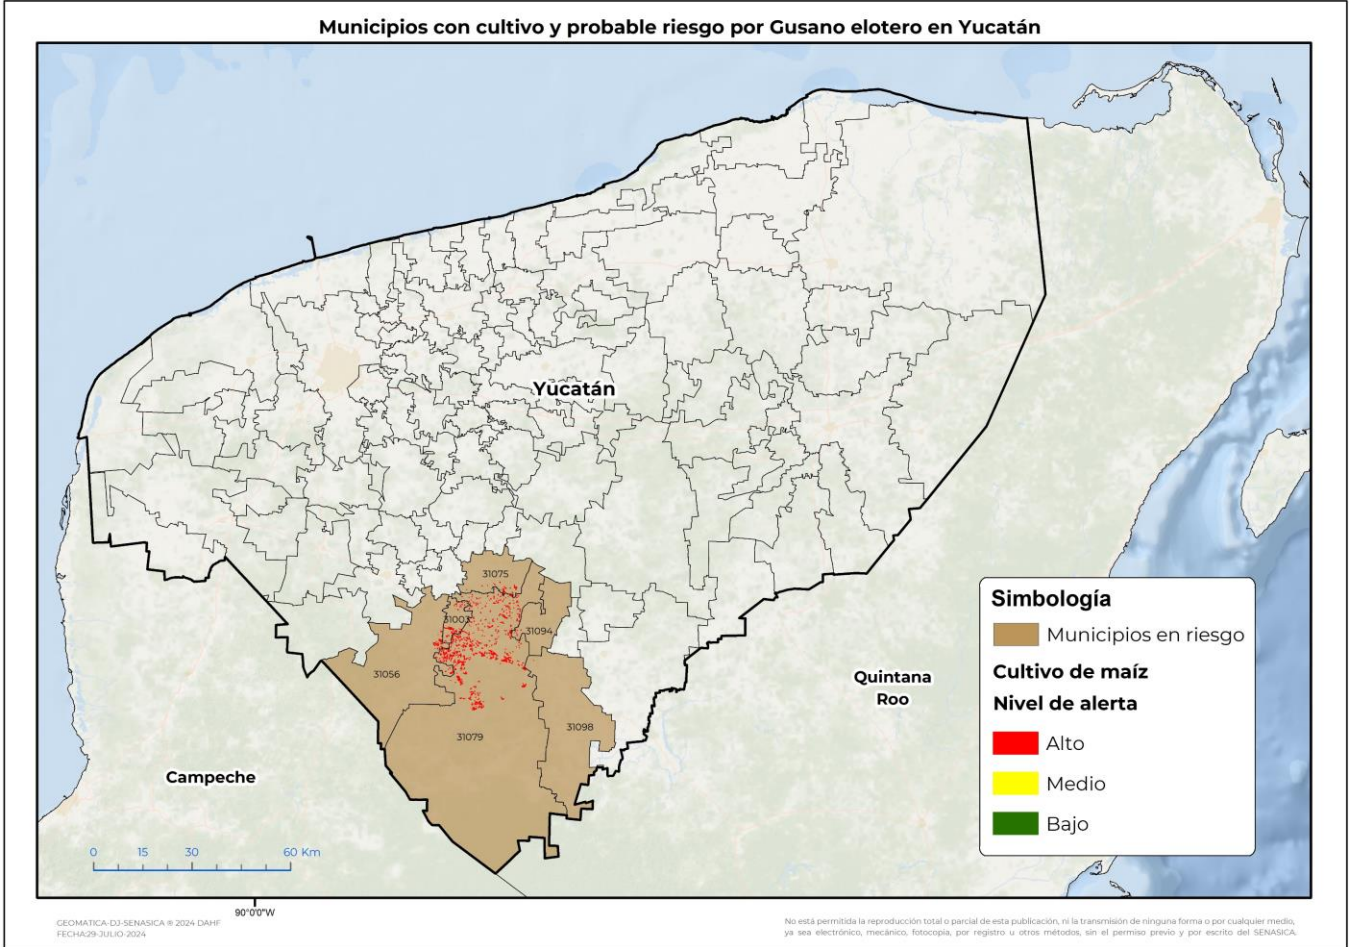 Municipios con cultivo y probable riesgo por Gusano elotero en Yucatán
Yucatán
31075
31003
31094
31056
31098
31079
Quintana
Roo
Campeche
Simbología
Municipios en riesgo
Cultivo de maíz
Nivel de alerta
Alto
Medio
Bajo
0 15 30 60 Km
90°0'0"W
GEOMATICA-DJ-SENASICA ® 2024 DAHF
FECHA:29-JULIO-2024
No está permitida la reproducción total o parcial de esta publicación, ni la transmisión de ninguna forma o por cualquier medio,
ya sea electrónico, mecánico, fotocopia, por registro u otros métodos, sin el permiso previo y por escrito del SENASICA.